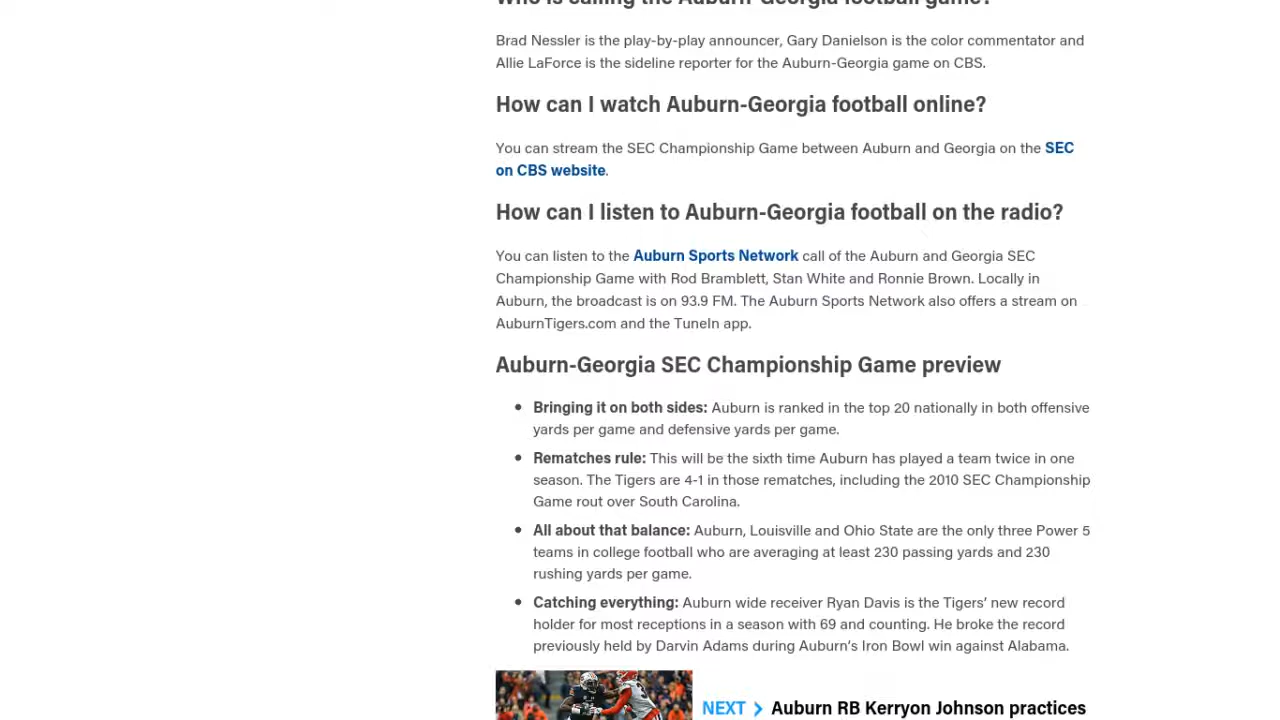 Who is calling the Auburn-Georgia football game?
Brad Nessler is the play-by-play announcer, Gary Danielson is the color commentator and
Allie LaForce is the sideline reporter for the Auburn-Georgia game on CBS.
How can I watch Auburn-Georgia football online?
You can stream the SEC Championship Game between Auburn and Georgia on the SEC
on CBS website.
How can I listen to Auburn-Georgia football on the radio?
You can listen to the Auburn Sports Network call of the Auburn and Georgia SEC
Championship Game with Rod Bramblett, Stan White and Ronnie Brown. Locally in
Auburn, the broadcast is on 93.9 FM. The Auburn Sports Network also offers a stream on
AuburnTigers.com and the TuneIn app.
Auburn-Georgia SEC Championship Game preview
• Bringing it on both sides: Auburn is ranked in the top 20 nationally in both offensive
yards per game and defensive yards per game.
• Rematches rule: This will be the sixth time Auburn has played a team twice in one
season. The Tigers are 4-1 in those rematches, including the 2010 SEC Championship
Game rout over South Carolina.
• All about that balance: Auburn, Louisville and Ohio State are the only three Power 5
teams in college football who are averaging at least 230 passing yards and 230
rushing yards per game.
• Catching everything: Auburn wide receiver Ryan Davis is the Tigers’ new record
holder for most receptions in a season with 69 and counting. He broke the record
previously held by Darvin Adams during Auburn’s Iron Bowl win against Alabama.
NEXT > Auburn RB Kerryon Johnson practices